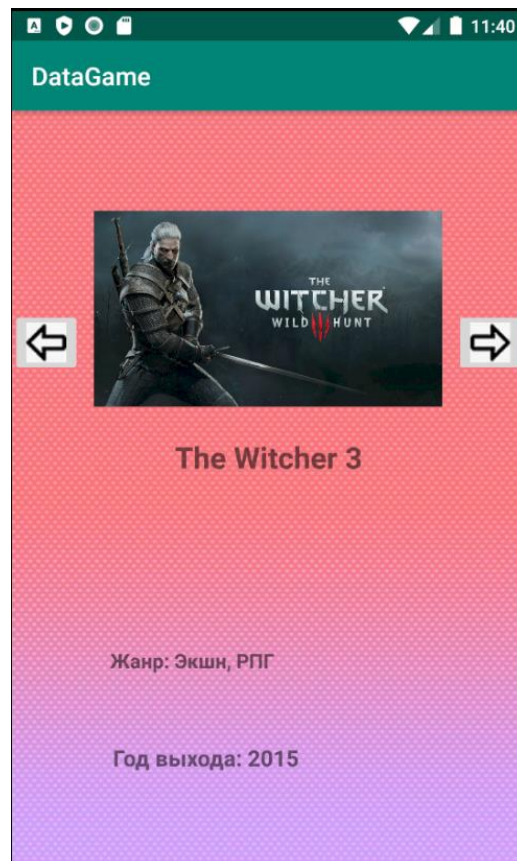 11:40
DataGame
THE
WITCHER
WILD HUNT
The Witcher 3
Жанр: Экшн, РПГ
Год выхода: 2015